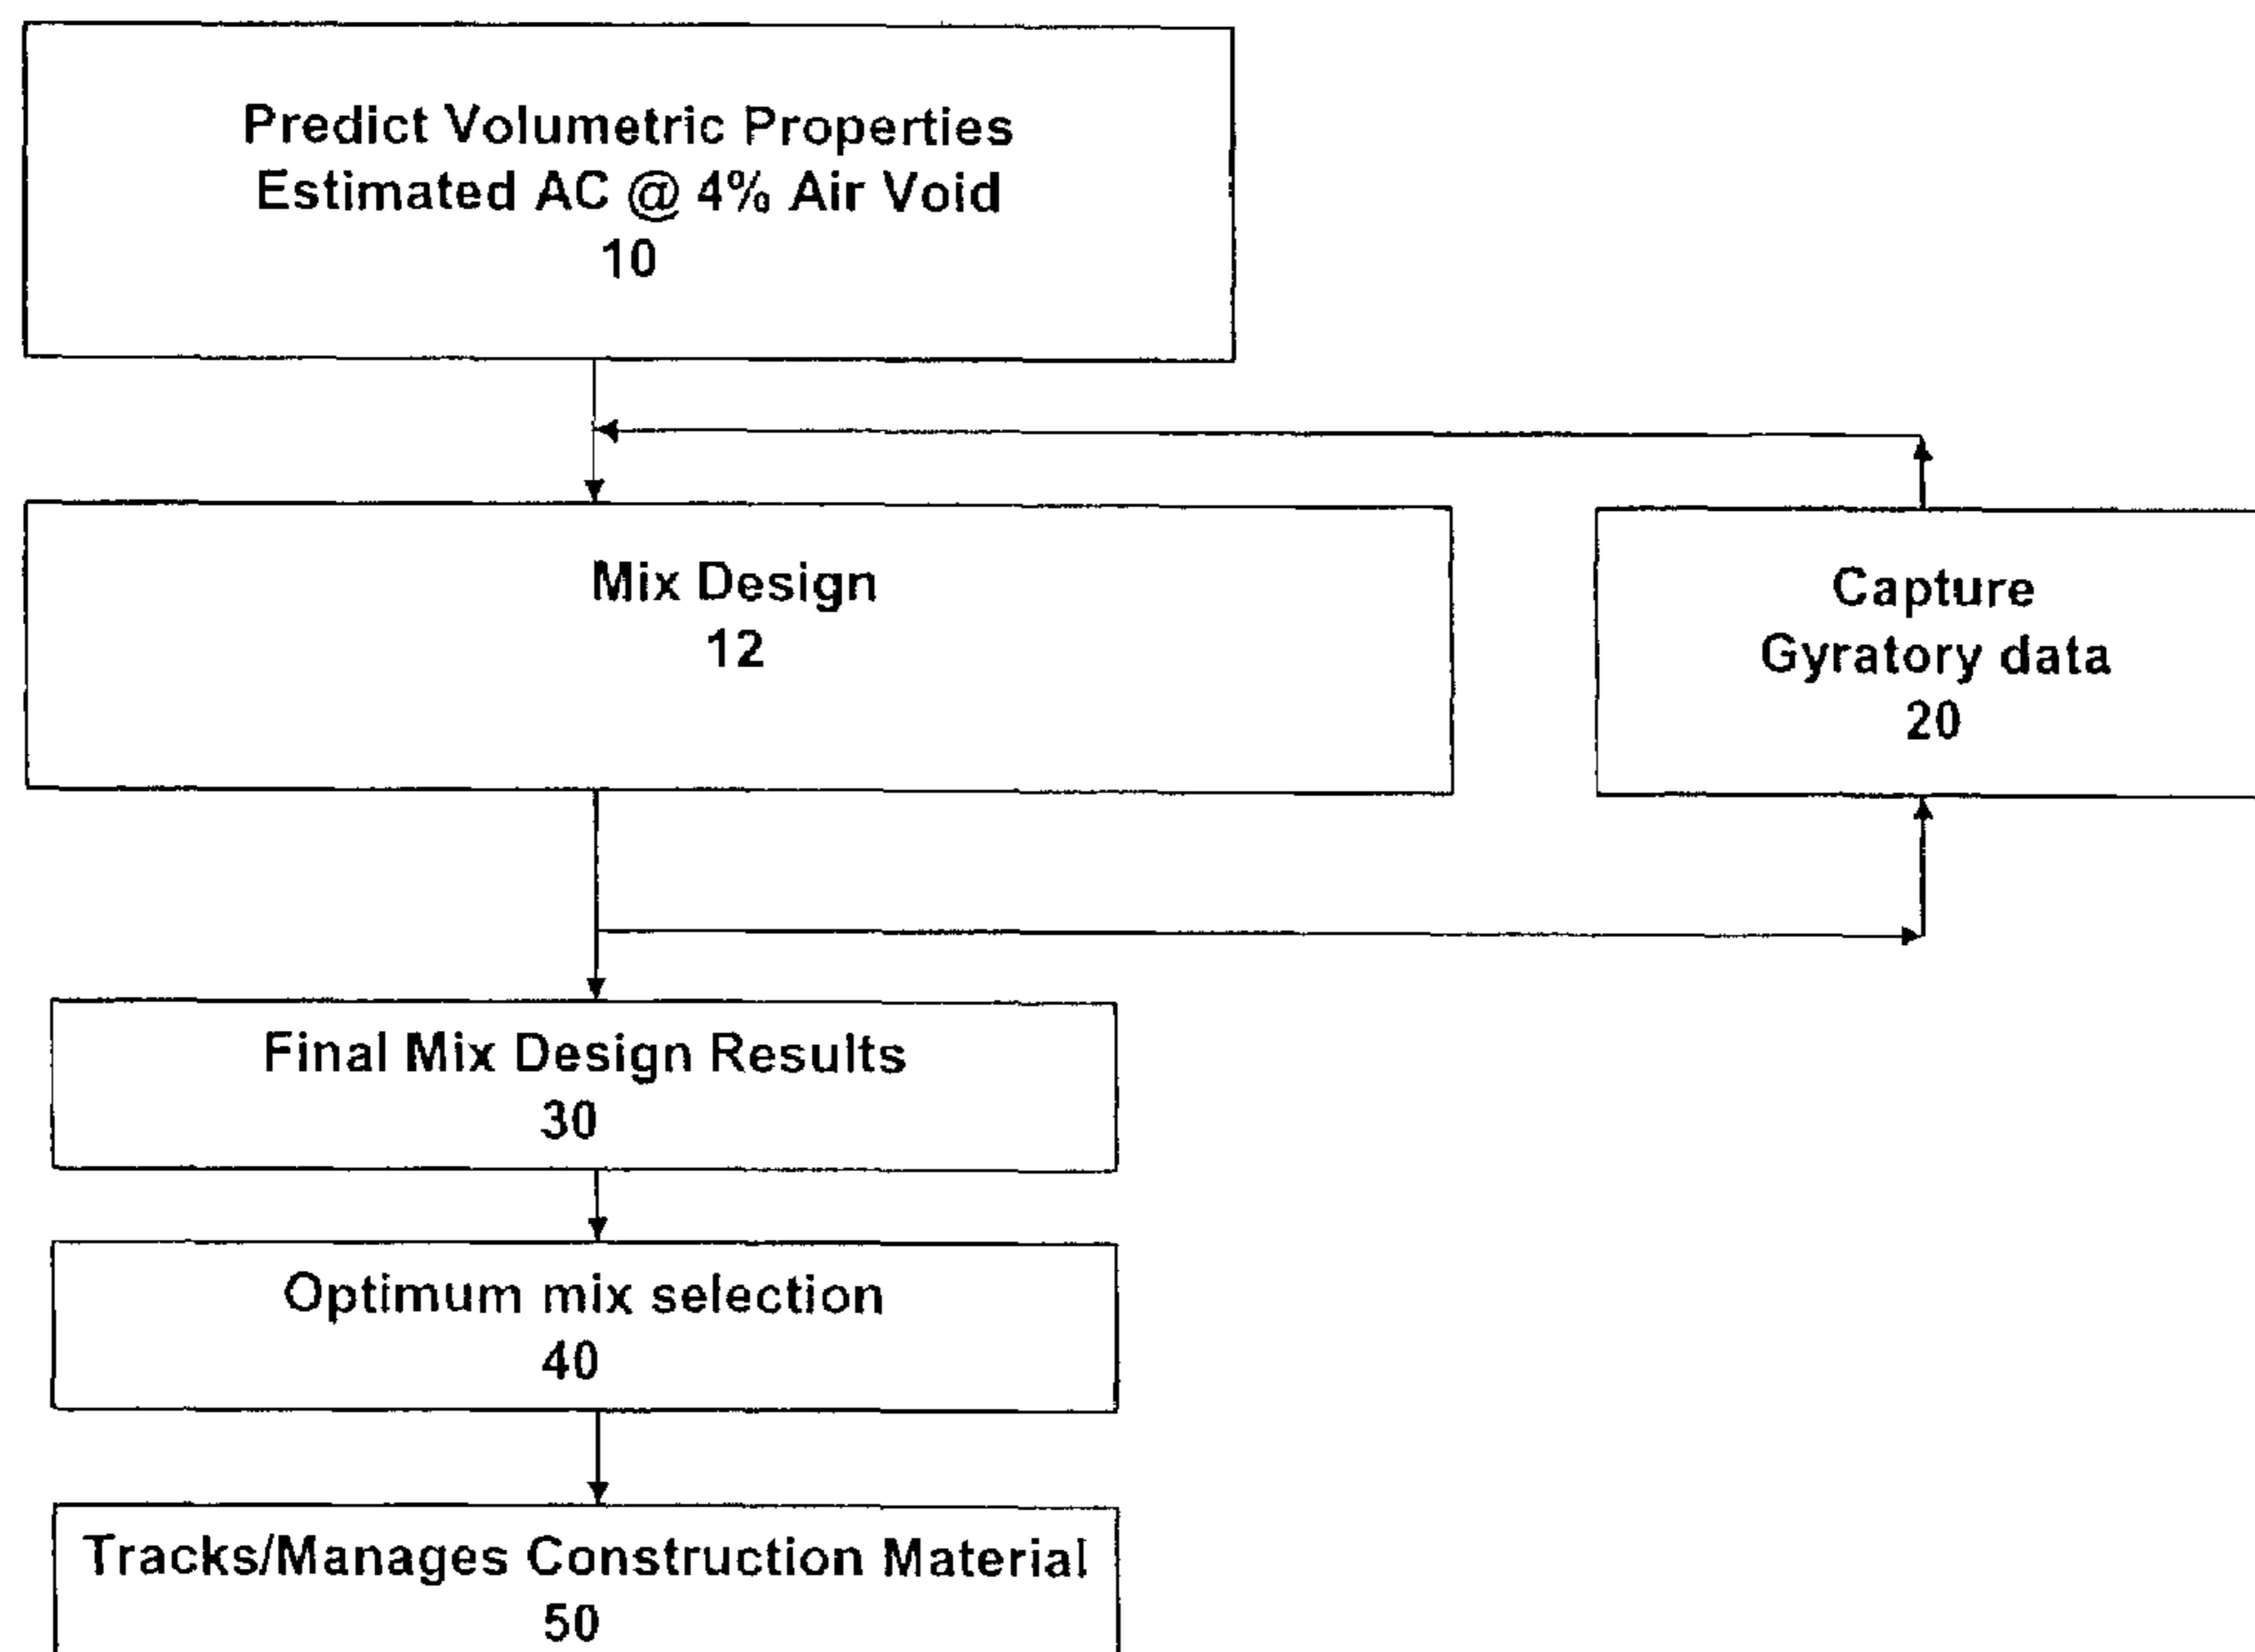 Predict Volumetric Properties
Estimated AC @ 4% Air Void
10
Mix Design
12
Capture
Gyratory data
20
Final Mix Design Results
30
Optimum mix selection
40
Tracks/Manages Construction Material
50